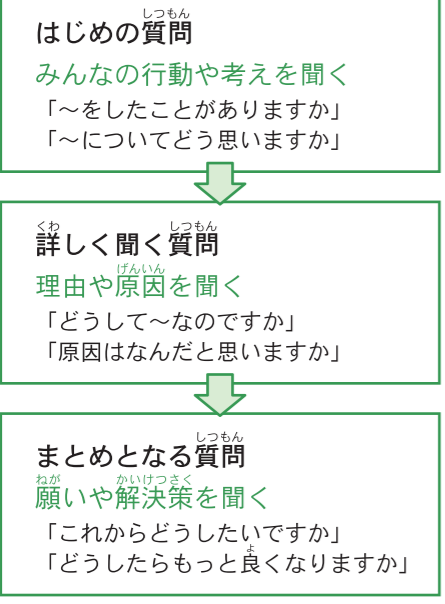 はじめの質問
みんなの行動や考えを聞く
「〜をしたことがありますか」
「〜についてどう思いますか」
詳しく聞く質問
理由や原因を聞く
「どうして〜なのですか」
「原因はなんだと思いますか」
まとめとなる質問
願いや解決策を聞く
「これからどうしたいですか」
「どうしたらもっと良くなりますか」